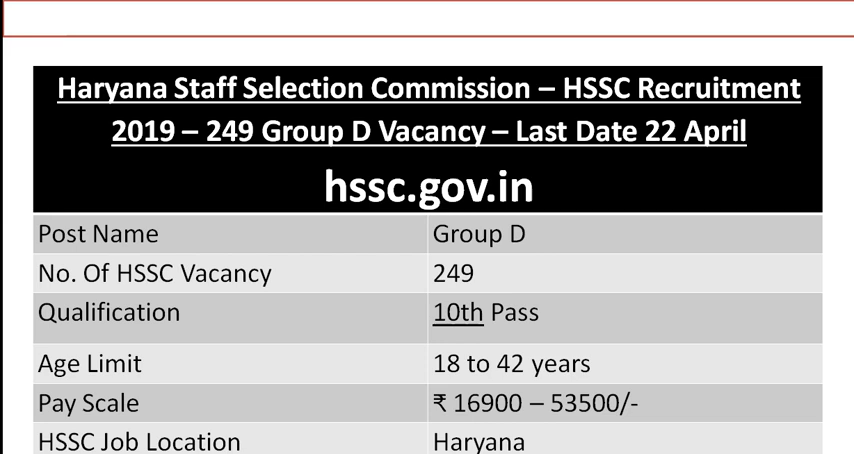 Haryana Staff Selection Commission – HSSC Recruitment
2019 – 249 Group D Vacancy – Last Date 22 April
hssc.gov.in
Post Name Group D
No. Of HSSC Vacancy 249
Qualification 10th Pass
Age Limit 18 to 42 years
Pay Scale ₹ 16900 – 53500/-
HSSC Job Location Haryana